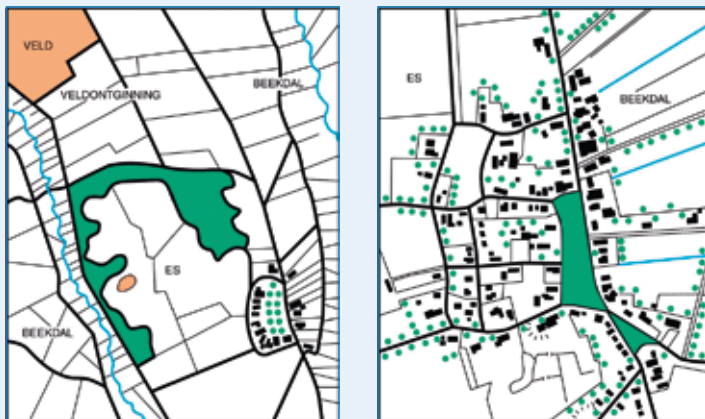 VELD
VELDONTGINNING
BEEKDAL
ES
BEEKDAL
ES
BEEKDAL